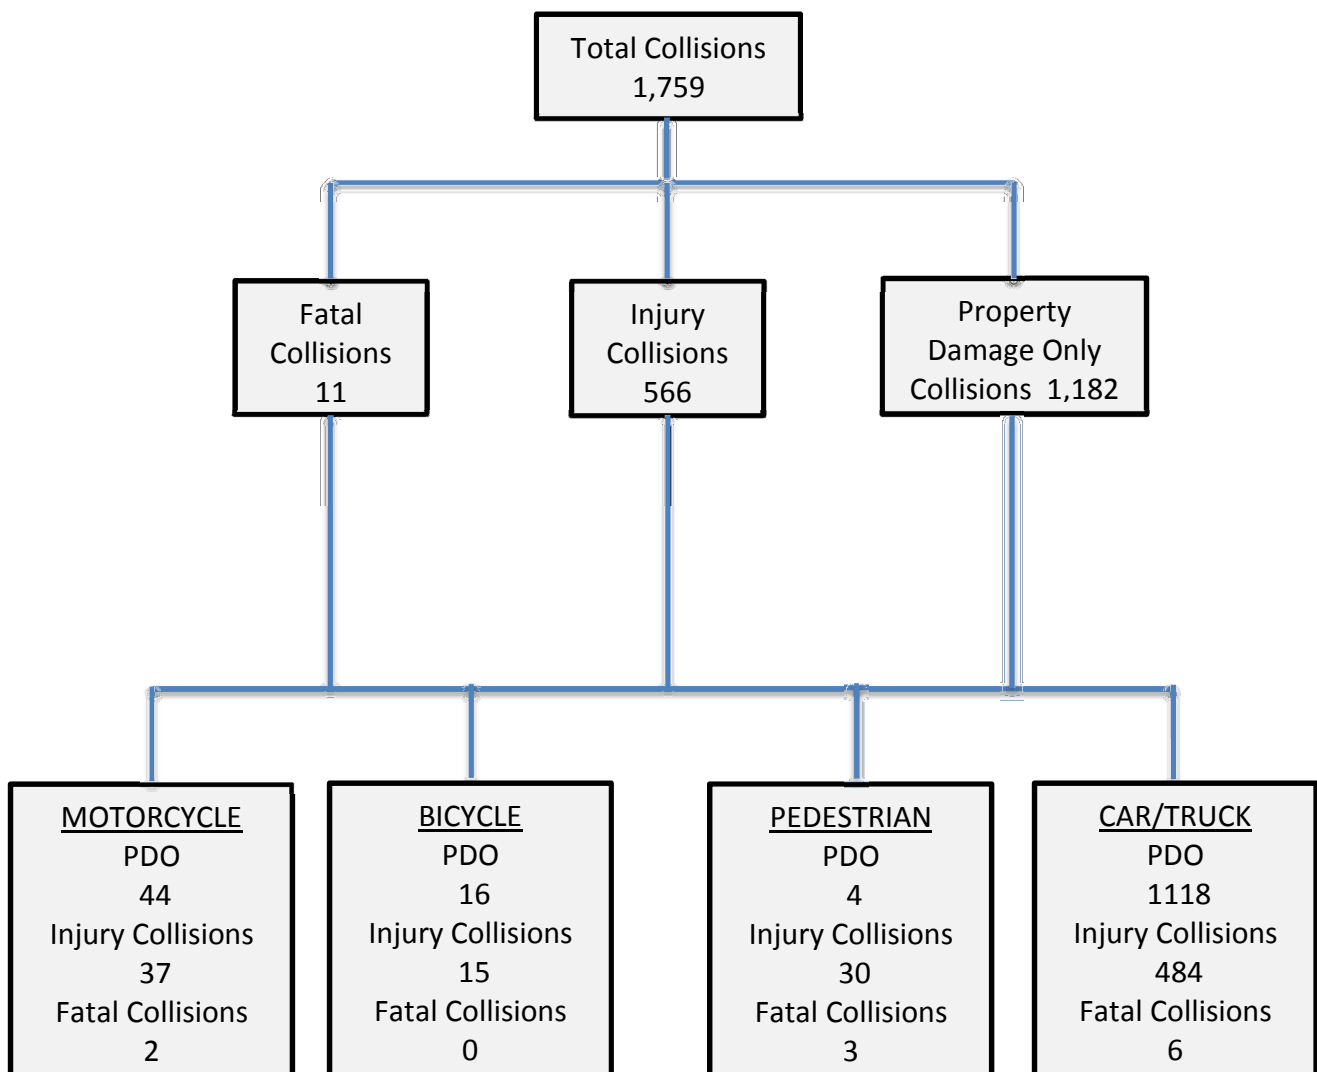 Total Collisions
1,759
Fatal
Collisions
11
Injury
Collisions
566
Property
Damage Only
Collisions 1,182
MOTORCYCLE
PDO
44
Injury Collisions
37
Fatal Collisions
2
BICYCLE
PDO
16
Injury Collisions
15
Fatal Collisions
0
PEDESTRIAN
PDO
4
Injury Collisions
30
Fatal Collisions
3
CAR/TRUCK
PDO
1118
Injury Collisions
484
Fatal Collisions
6